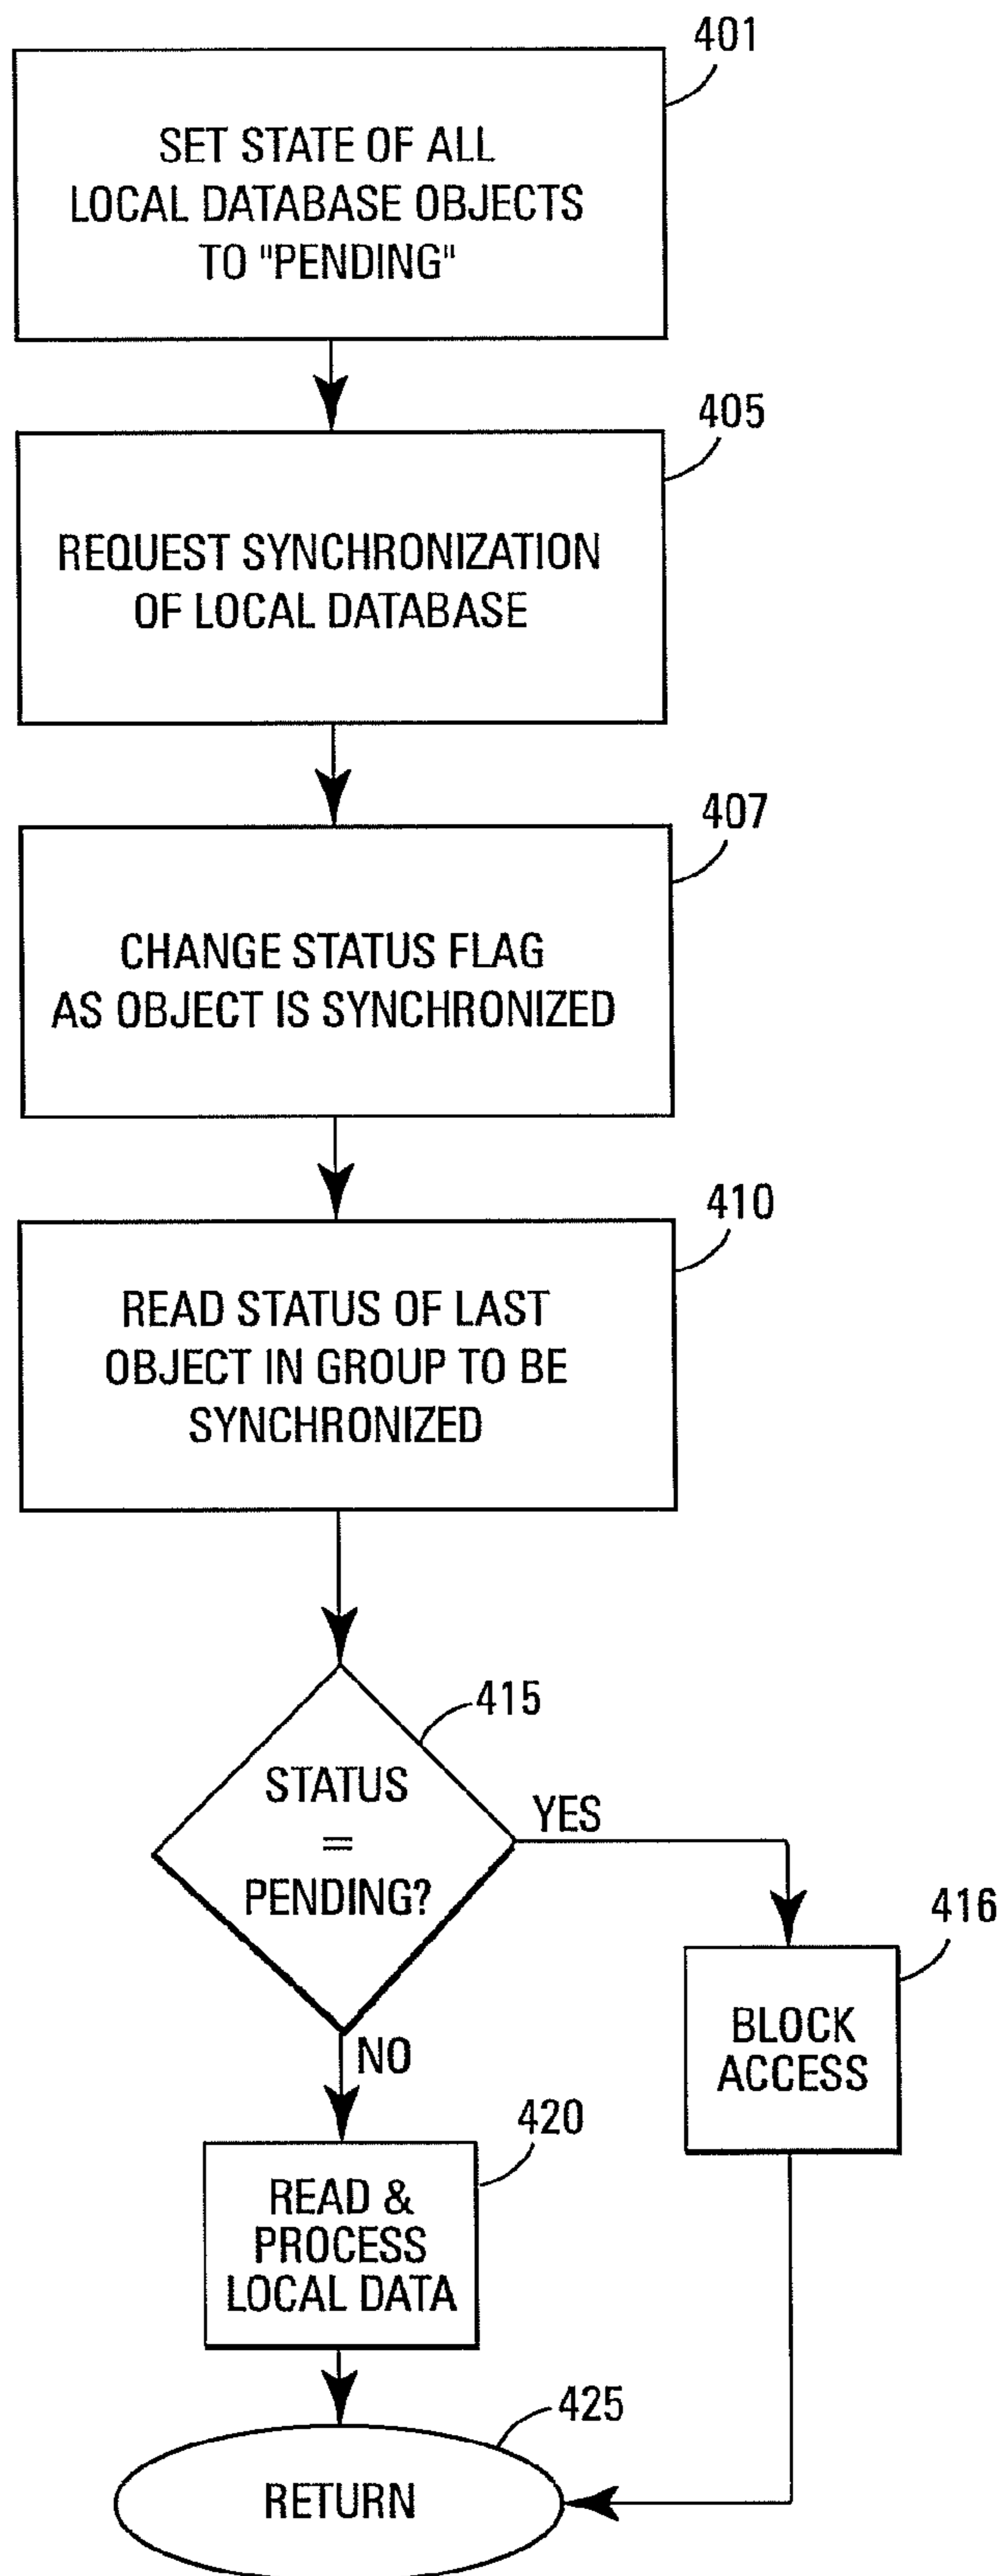 401
SET STATE OF ALL
LOCAL DATABASE OBJECTS
TO "PENDING"
405
REQUEST SYNCHRONIZATION
OF LOCAL DATABASE
407
CHANGE STATUS FLAG
AS OBJECT IS SYNCHRONIZED
410
READ STATUS OF LAST
OBJECT IN GROUP TO BE
SYNCHRONIZED
415
STATUS
=
PENDING?
YES
416
BLOCK
ACCESS
NO
420
READ &
PROCESS
LOCAL DATA
425
RETURN